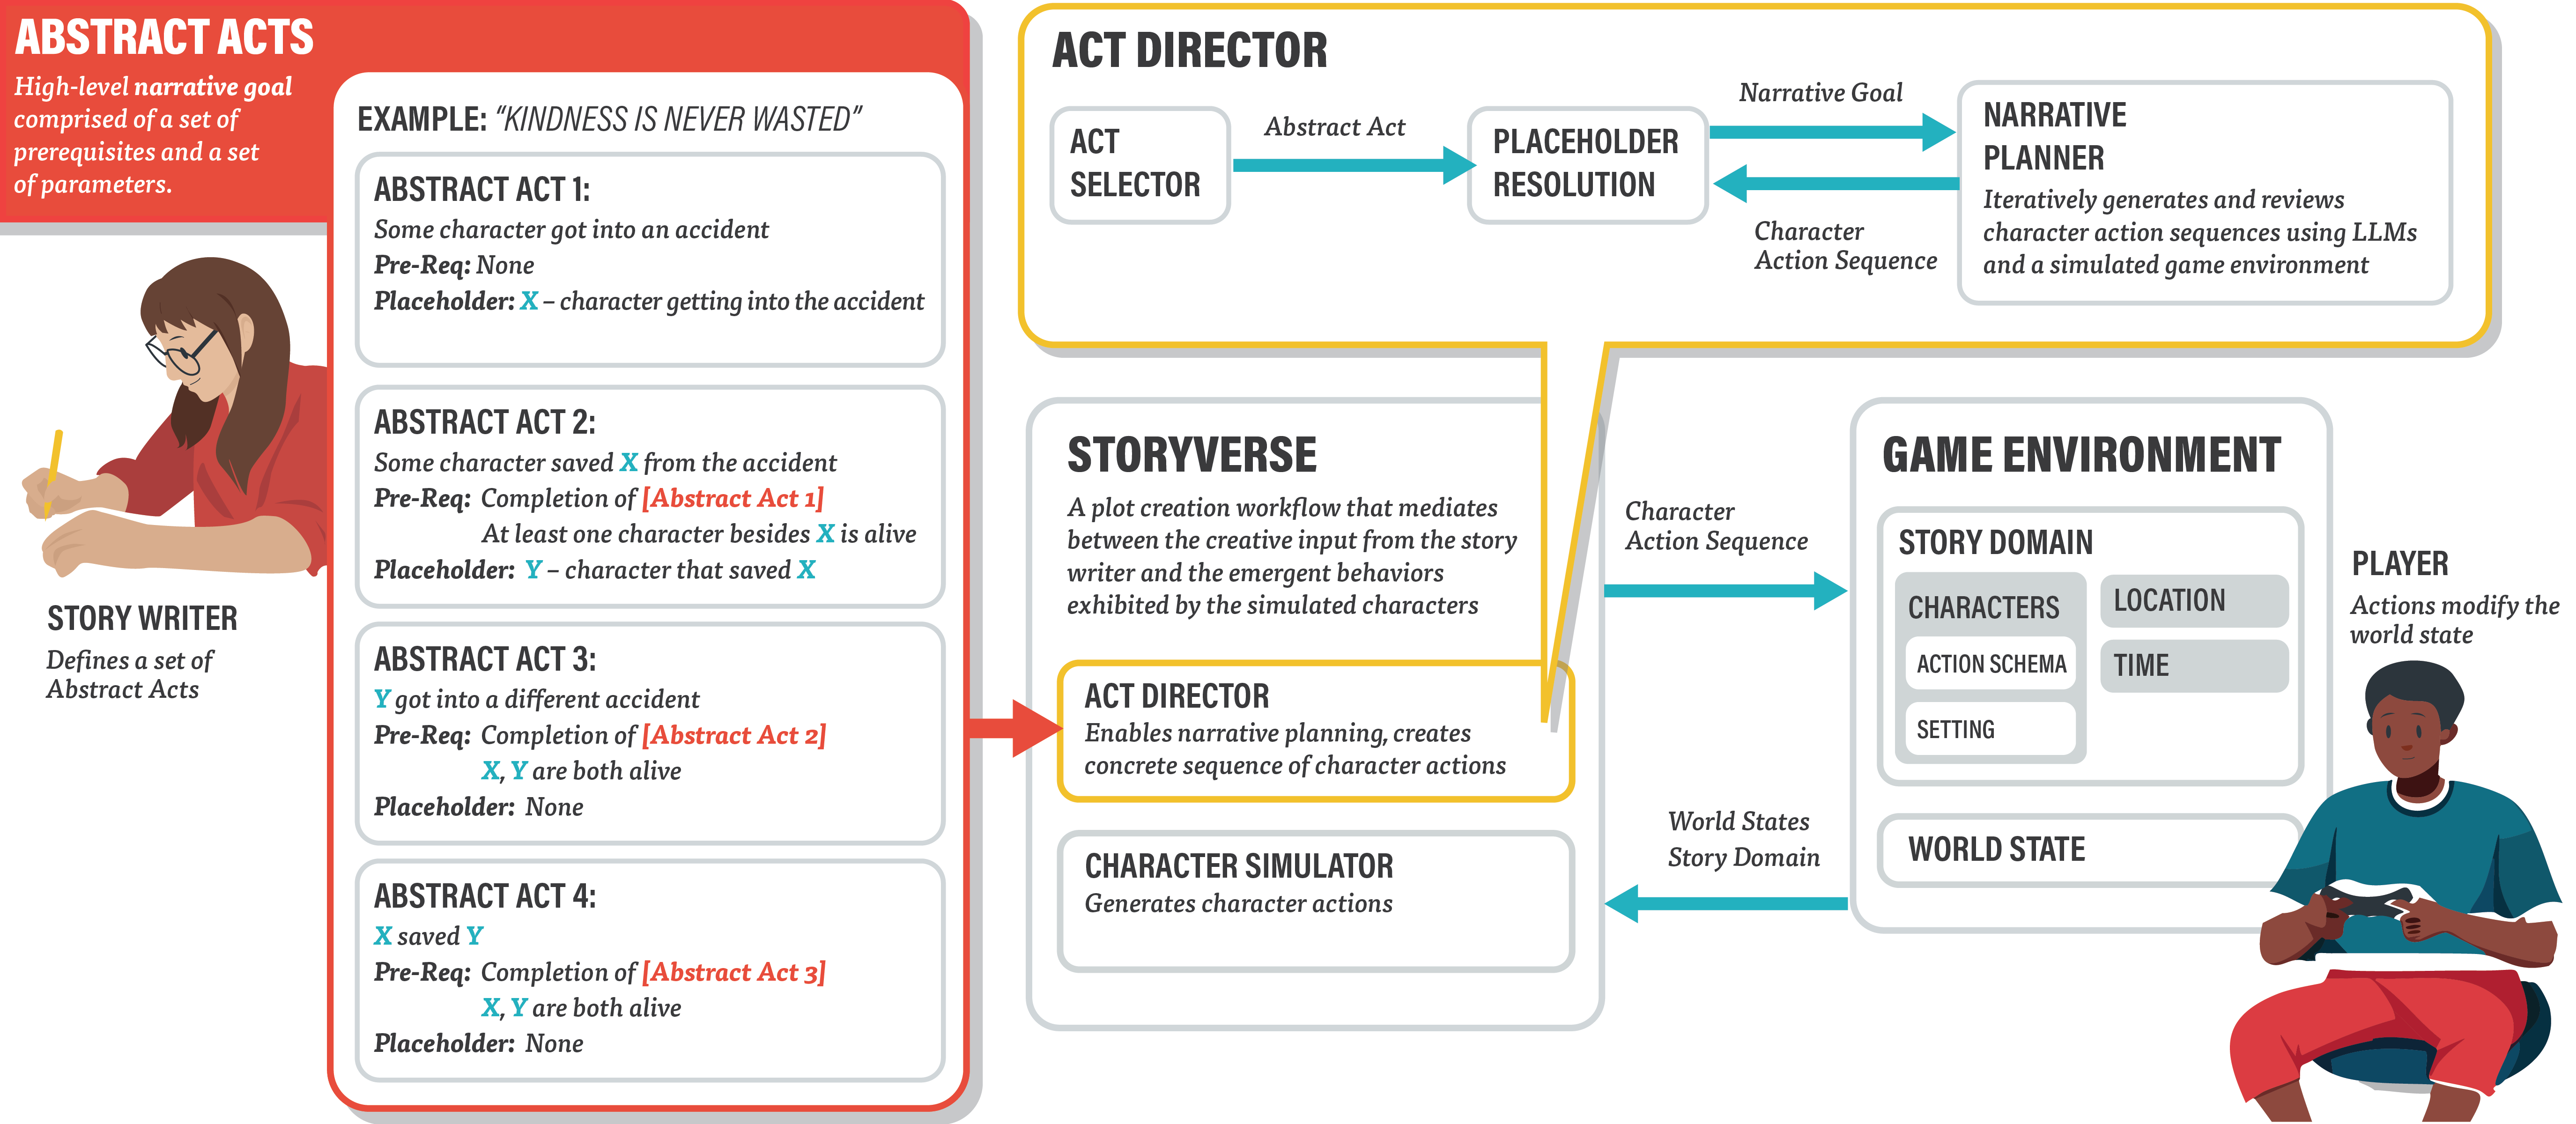 ABSTRACT ACTS
High-level narrative goal
comprised of a set of
prerequisites and a set
of parameters.
STORY WRITER
Defines a set of
Abstract Acts
EXAMPLE: “KINDNESS IS NEVER WASTED”
ABSTRACT ACT 1:
Some character got into an accident
Pre-Req: None
Placeholder: X – character getting into the accident
ABSTRACT ACT 2:
Some character saved X from the accident
Pre-Req: Completion of [Abstract Act 1]
At least one character besides X is alive
Placeholder: Y – character that saved X
ABSTRACT ACT 3:
Y got into a different accident
Pre-Req: Completion of [Abstract Act 2]
X, Y are both alive
Placeholder: None
ABSTRACT ACT 4:
X saved Y
Pre-Req: Completion of [Abstract Act 3]
X, Y are both alive
Placeholder: None
ACT DIRECTOR
ACT
SELECTOR
Abstract Act
PLACEHOLDER
RESOLUTION
Narrative Goal
Character
Action Sequence
NARRATIVE
PLANNER
Iteratively generates and reviews
character action sequences using LLMs
and a simulated game environment
STORYVERSE
A plot creation workflow that mediates
between the creative input from the story
writer and the emergent behaviors
exhibited by the simulated characters
ACT DIRECTOR
Enables narrative planning, creates
concrete sequence of character actions
CHARACTER SIMULATOR
Generates character actions
Character
Action Sequence
World States
Story Domain
GAME ENVIRONMENT
STORY DOMAIN
CHARACTERS
ACTION SCHEMA
SETTING
LOCATION
TIME
WORLD STATE
PLAYER
Actions modify the
world state